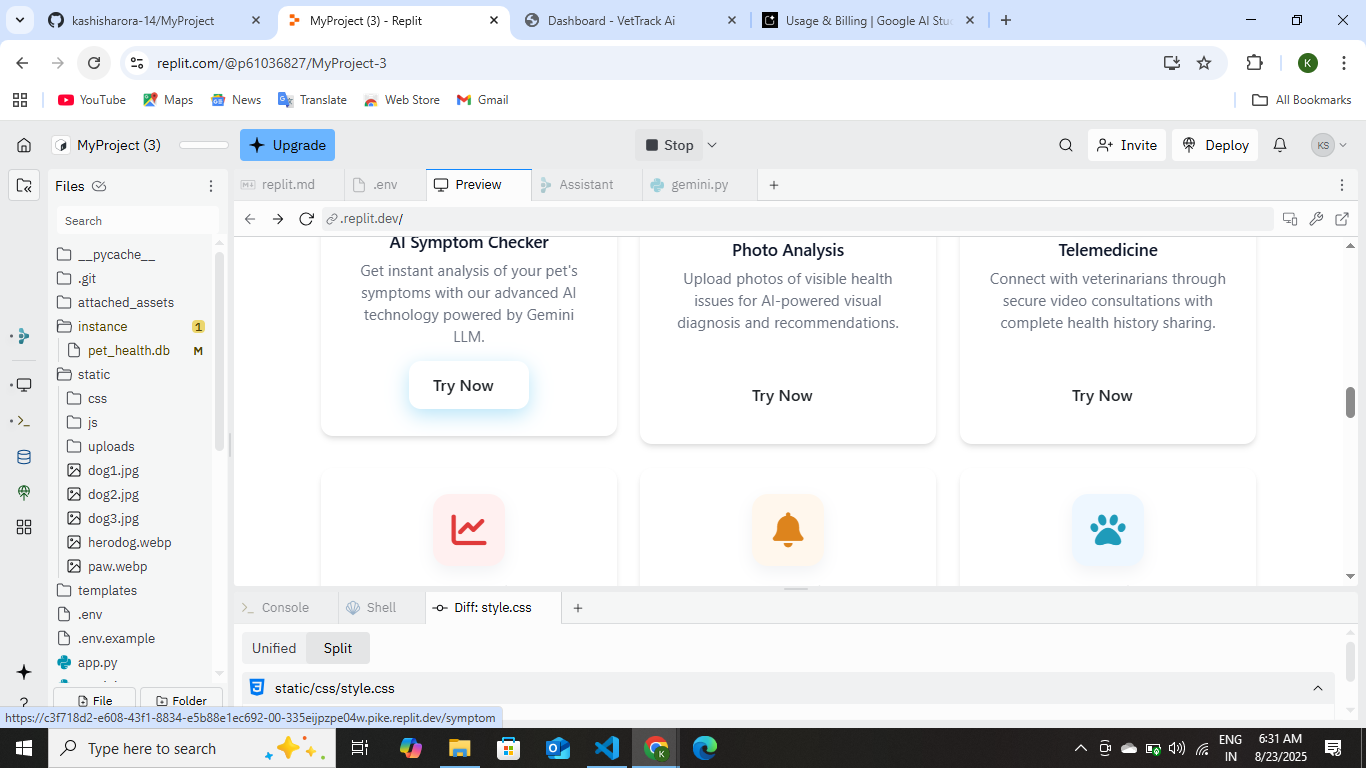 kashisharora-14/MyProject
MyProject (3) - Replit
Dashboard - VetTrack Ai
Usage & Billing | Google AI Stu
replit.com/@p61036827/MyProject-3
K
YouTube
Maps
News
Translate
Web Store
Gmail
All Bookmarks
MyProject (3)
Upgrade
Stop
Invite
Deploy
KS
Files
replit.md
.env
Preview
Assistant
gemini.py
Search
.replit.dev/
__pycache__
.git
attached_assets
instance
1
pet_health.db
M
static
css
js
uploads
dog1.jpg
dog2.jpg
dog3.jpg
herodog.webp
paw.webp
templates
.env
.env.example
app.py
File
Folder
AI Symptom Checker
Get instant analysis of your pet's
symptoms with our advanced AI
technology powered by Gemini
LLM.
Try Now
Photo Analysis
Upload photos of visible health
issues for AI-powered visual
diagnosis and recommendations.
Try Now
Telemedicine
Connect with veterinarians through
secure video consultations with
complete health history sharing.
Try Now
Console
Shell
Diff: style.css
Unified
Split
static/css/style.css
https://c3f718d2-e608-43f1-8834-e5b88e1ec692-00-335eijpzpe04w.pike.replit.dev/symptom
Type here to search
ENG
IN
6:31 AM
8/23/2025